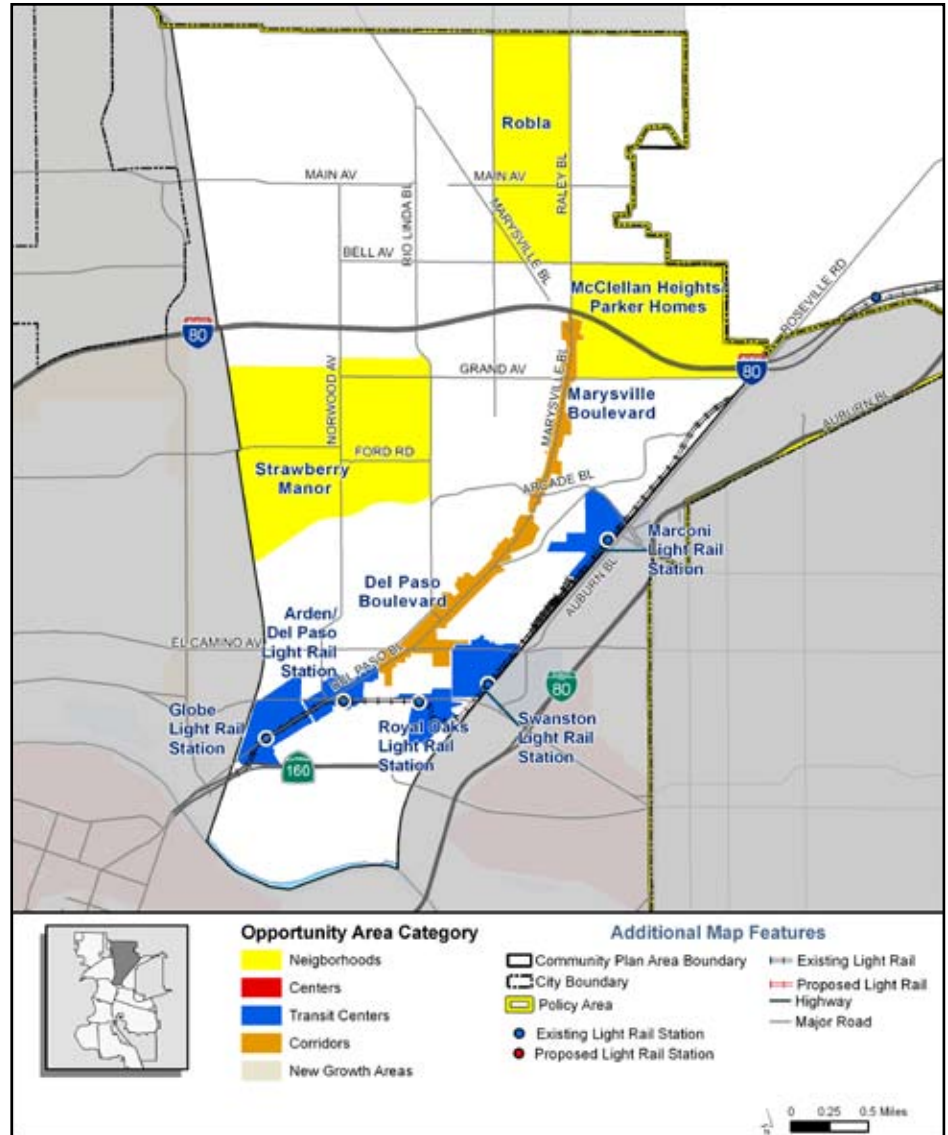 Robla
MAIN AV
MAIN AV
RIO LINDA BL
MARYSVILLE BL
RALEY BL
BELL AV
McClellan Heights
Parker Homes
ROSEVILLE RD
80
80
NORWOOD AV
GRAND AV
MARYSVILLE BL
Marysville
Boulevard
AUBURN BL
FORD RD
Strawberry
Manor
ARCADE BL
Marconi
Light Rail
Station
AUBURN BL
Del Paso
Boulevard
Arden/
Del Paso
Light Rail
Station
EL CAMINO AV
DEL PASO BL
80
Globe
Light Rail
Station
Royal Oaks
Light Rail
Station
Swanston
Light Rail
Station
160
Opportunity Area Category
Neigborhoods
Centers
Transit Centers
Corridors
New Growth Areas
Additional Map Features
Community Plan Area Boundary
City Boundary
Policy Area
Existing Light Rail Station
Proposed Light Rail Station
Existing Light Rail
Proposed Light Rail
Highway
Major Road
N
0 0.25 0.5 Miles